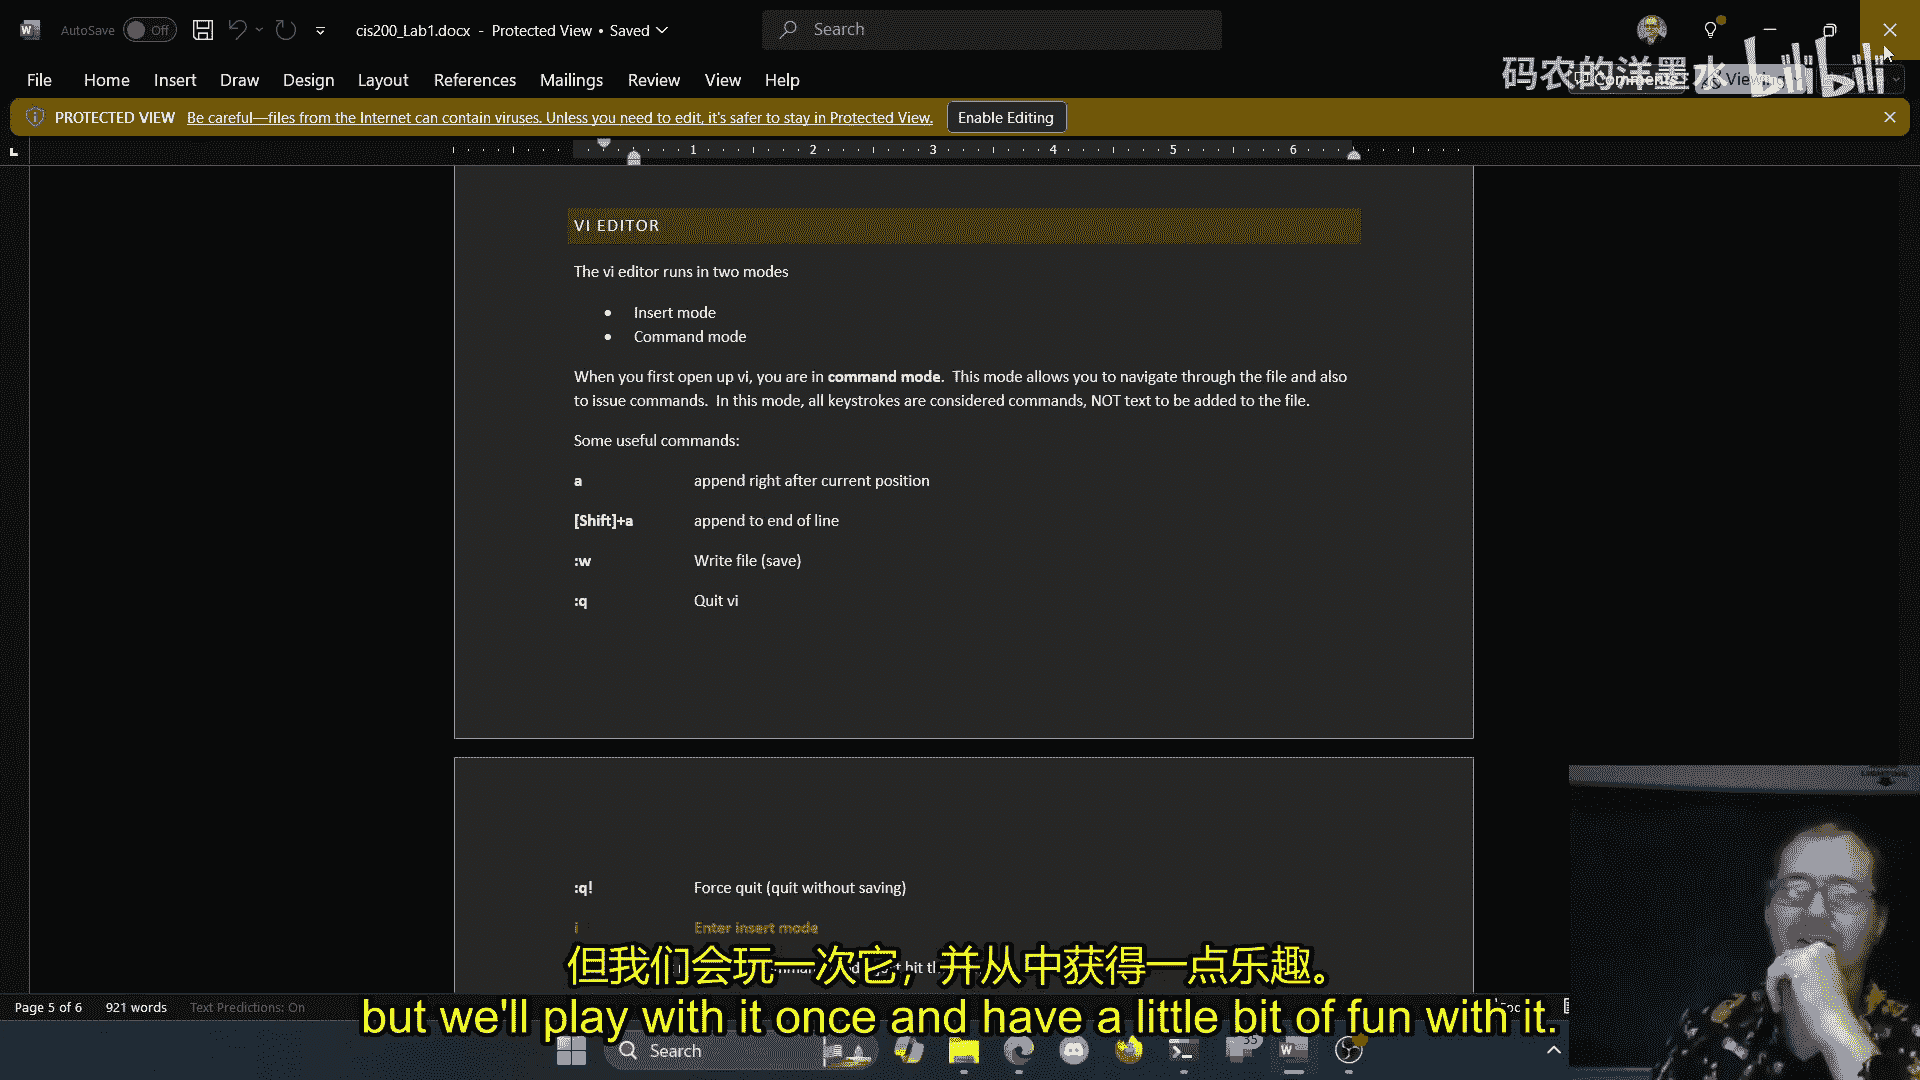 AutoSave Off cis200_Lab1.docx - Protected View • Saved Search
码农的洋墨水 bilibili
File Home Insert Draw Design Layout References Mailings Review View Help Comments Viewing
PROTECTED VIEW Be careful—files from the Internet can contain viruses. Unless you need to edit, it's safer to stay in Protected View. Enable Editing
1 2 3 4 5 6
VI EDITOR
The vi editor runs in two modes
• Insert mode
• Command mode
When you first open up vi, you are in command mode. This mode allows you to navigate through the file and also
to issue commands. In this mode, all keystrokes are considered commands, NOT text to be added to the file.
Some useful commands:
a append right after current position
[Shift]+a append to end of line
:w Write file (save)
:q Quit vi
:q! Force quit (quit without saving)
i Enter insert mode
但我们会玩一次它，并从中获得一点乐趣。
Page 5 of 6 921 words Text Predictions: On
but we'll play with it once and have a little bit of fun with it.
Search